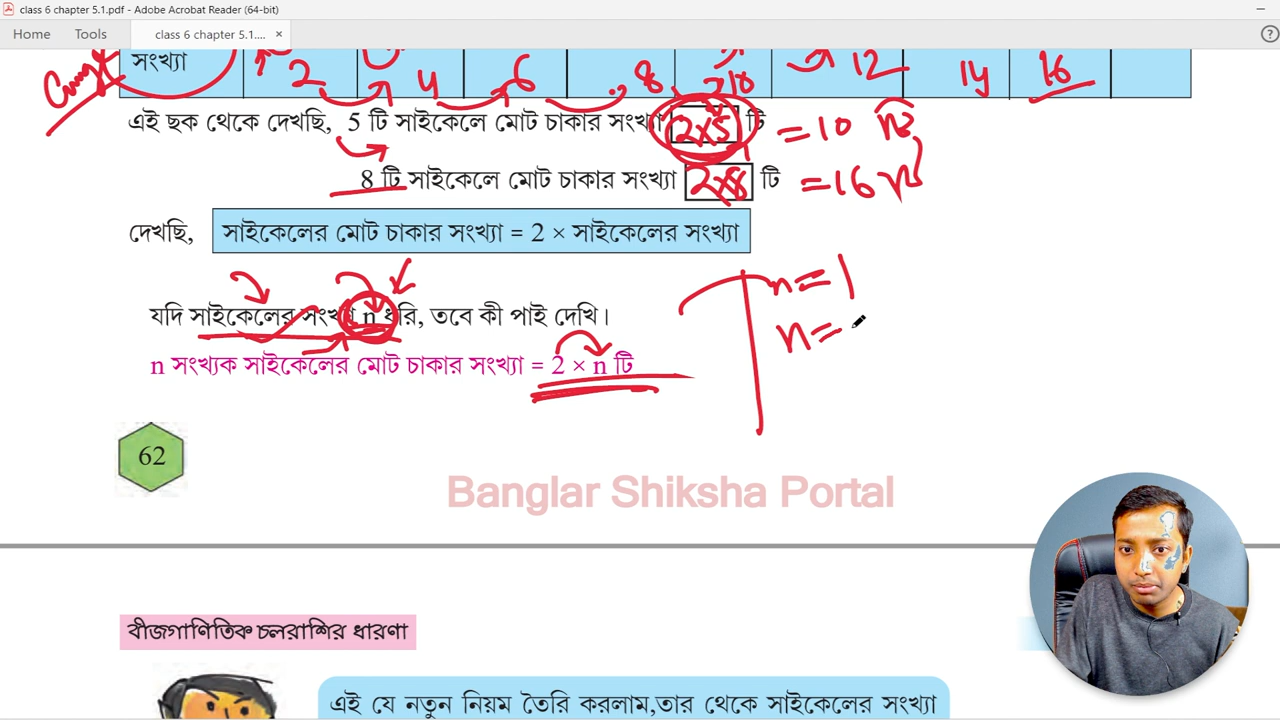 class 6 chapter 5.1.pdf - Adobe Acrobat Reader (64-bit)
Home Tools class 6 chapter 5.1.... ×
সংখ্যা 2 4 6 8 10 12 14 16
এই ছক থেকে দেখছি, 5 টি সাইকেলে মোট চাকার সংখ্যা 2×5 টি = 10 টি
8 টি সাইকেলে মোট চাকার সংখ্যা 2×8 টি = 16 টি
দেখছি, সাইকেলের মোট চাকার সংখ্যা = 2 × সাইকেলের সংখ্যা
n = 1
যদি সাইকেলের সংখ্যা n ধরি, তবে কী পাই দেখি। n =
n সংখ্যক সাইকেলের মোট চাকার সংখ্যা = 2 × n টি
62
Banglar Shiksha Portal
বীজগাণিতিক চলরাশির ধারণা
এই যে নতুন নিয়ম তৈরি করলাম,তার থেকে সাইকেলের সংখ্যা